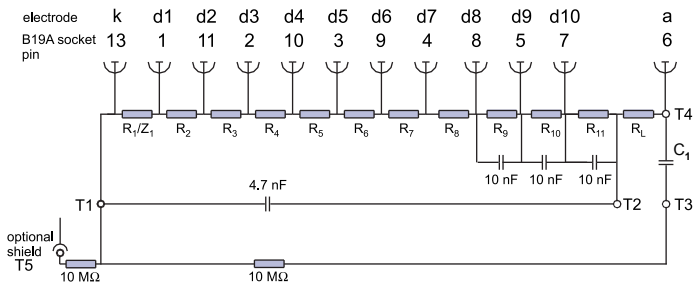 electrode k d1 d2 d3 d4 d5 d6 d7 d8 d9 d10 a
B19A socket pin 13 1 11 2 10 3 9 4 8 5 7 6
T4
R1/Z1 R2 R3 R4 R5 R6 R7 R8 R9 R10 R11 RL
C1
10 nF 10 nF 10 nF
4.7 nF
T1 T2 T3
optional
shield
T5
10 MΩ 10 MΩ